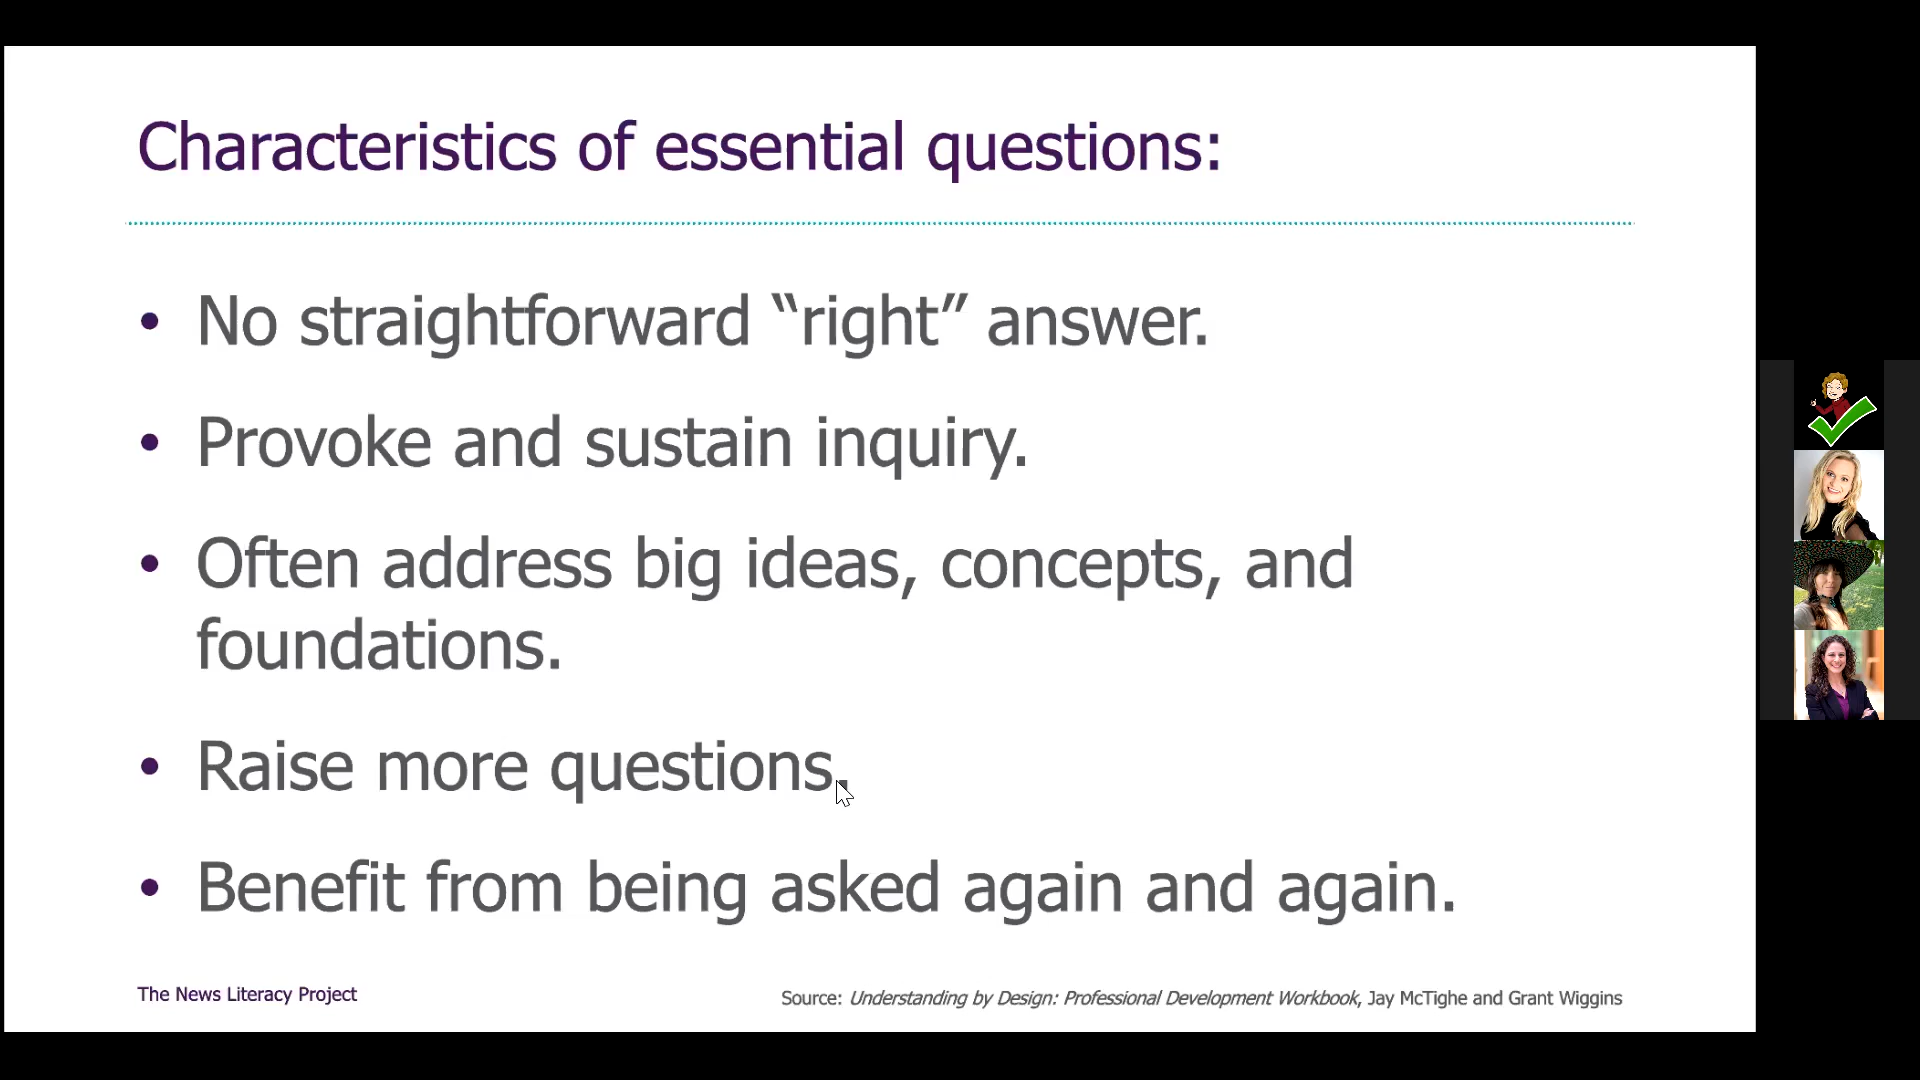 Characteristics of essential questions:
• No straightforward “right” answer.
• Provoke and sustain inquiry.
• Often address big ideas, concepts, and
foundations.
• Raise more questions.
• Benefit from being asked again and again.
The News Literacy Project
Source: Understanding by Design: Professional Development Workbook, Jay McTighe and Grant Wiggins